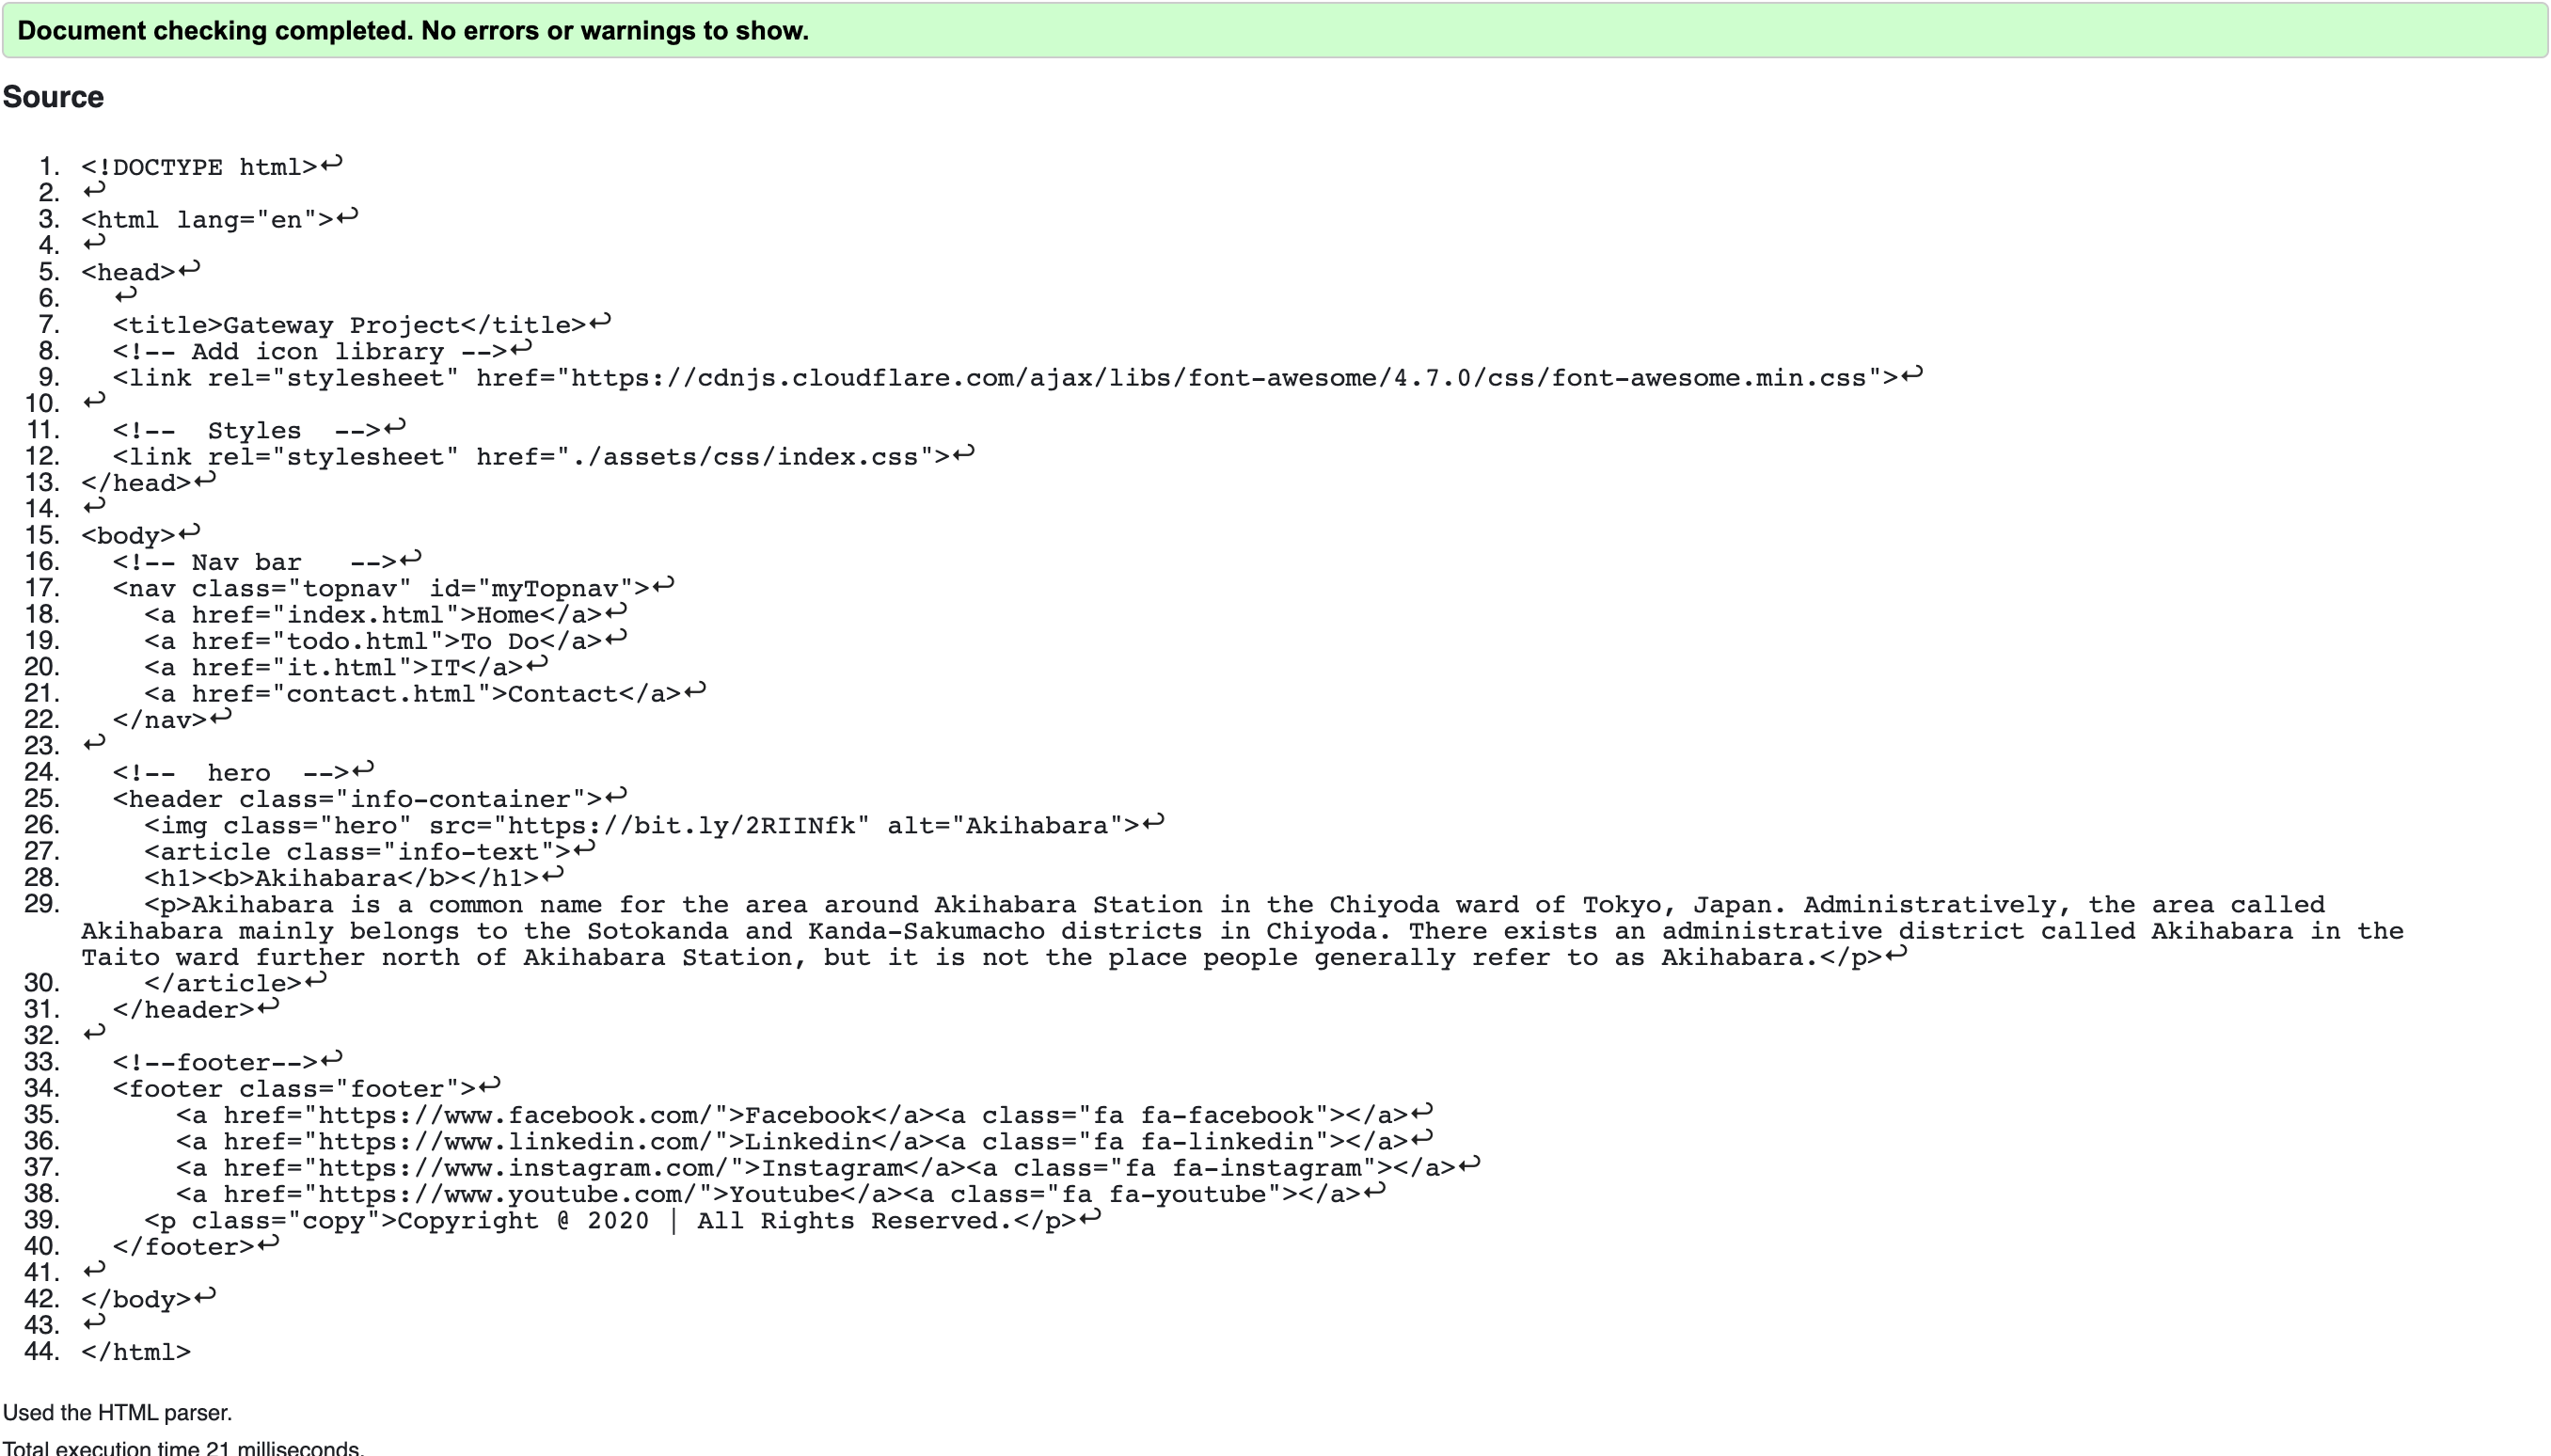 Document checking completed. No errors or warnings to show.
Source
1. <!DOCTYPE html>↩
2. ↩
3. <html lang="en">↩
4. ↩
5. <head>↩
6.   ↩
7.   <title>Gateway Project</title>↩
8.   <!-- Add icon library -->↩
9.   <link rel="stylesheet" href="https://cdnjs.cloudflare.com/ajax/libs/font-awesome/4.7.0/css/font-awesome.min.css">↩
10. ↩
11.   <!--  Styles  -->↩
12.   <link rel="stylesheet" href="./assets/css/index.css">↩
13. </head>↩
14. ↩
15. <body>↩
16.   <!-- Nav bar   -->↩
17.   <nav class="topnav" id="myTopnav">↩
18.     <a href="index.html">Home</a>↩
19.     <a href="todo.html">To Do</a>↩
20.     <a href="it.html">IT</a>↩
21.     <a href="contact.html">Contact</a>↩
22.   </nav>↩
23. ↩
24.   <!--  hero  -->↩
25.   <header class="info-container">↩
26.     <img class="hero" src="https://bit.ly/2RIINfk" alt="Akihabara">↩
27.     <article class="info-text">↩
28.     <h1><b>Akihabara</b></h1>↩
29.     <p>Akihabara is a common name for the area around Akihabara Station in the Chiyoda ward of Tokyo, Japan. Administratively, the area called
Akihabara mainly belongs to the Sotokanda and Kanda-Sakumacho districts in Chiyoda. There exists an administrative district called Akihabara in the
Taito ward further north of Akihabara Station, but it is not the place people generally refer to as Akihabara.</p>↩
30.     </article>↩
31.   </header>↩
32. ↩
33.   <!--footer-->↩
34.   <footer class="footer">↩
35.       <a href="https://www.facebook.com/">Facebook</a><a class="fa fa-facebook"></a>↩
36.       <a href="https://www.linkedin.com/">Linkedin</a><a class="fa fa-linkedin"></a>↩
37.       <a href="https://www.instagram.com/">Instagram</a><a class="fa fa-instagram"></a>↩
38.       <a href="https://www.youtube.com/">Youtube</a><a class="fa fa-youtube"></a>↩
39.     <p class="copy">Copyright @ 2020 | All Rights Reserved.</p>↩
40.   </footer>↩
41. ↩
42. </body>↩
43. ↩
44. </html>
Used the HTML parser.
Total execution time 21 milliseconds.